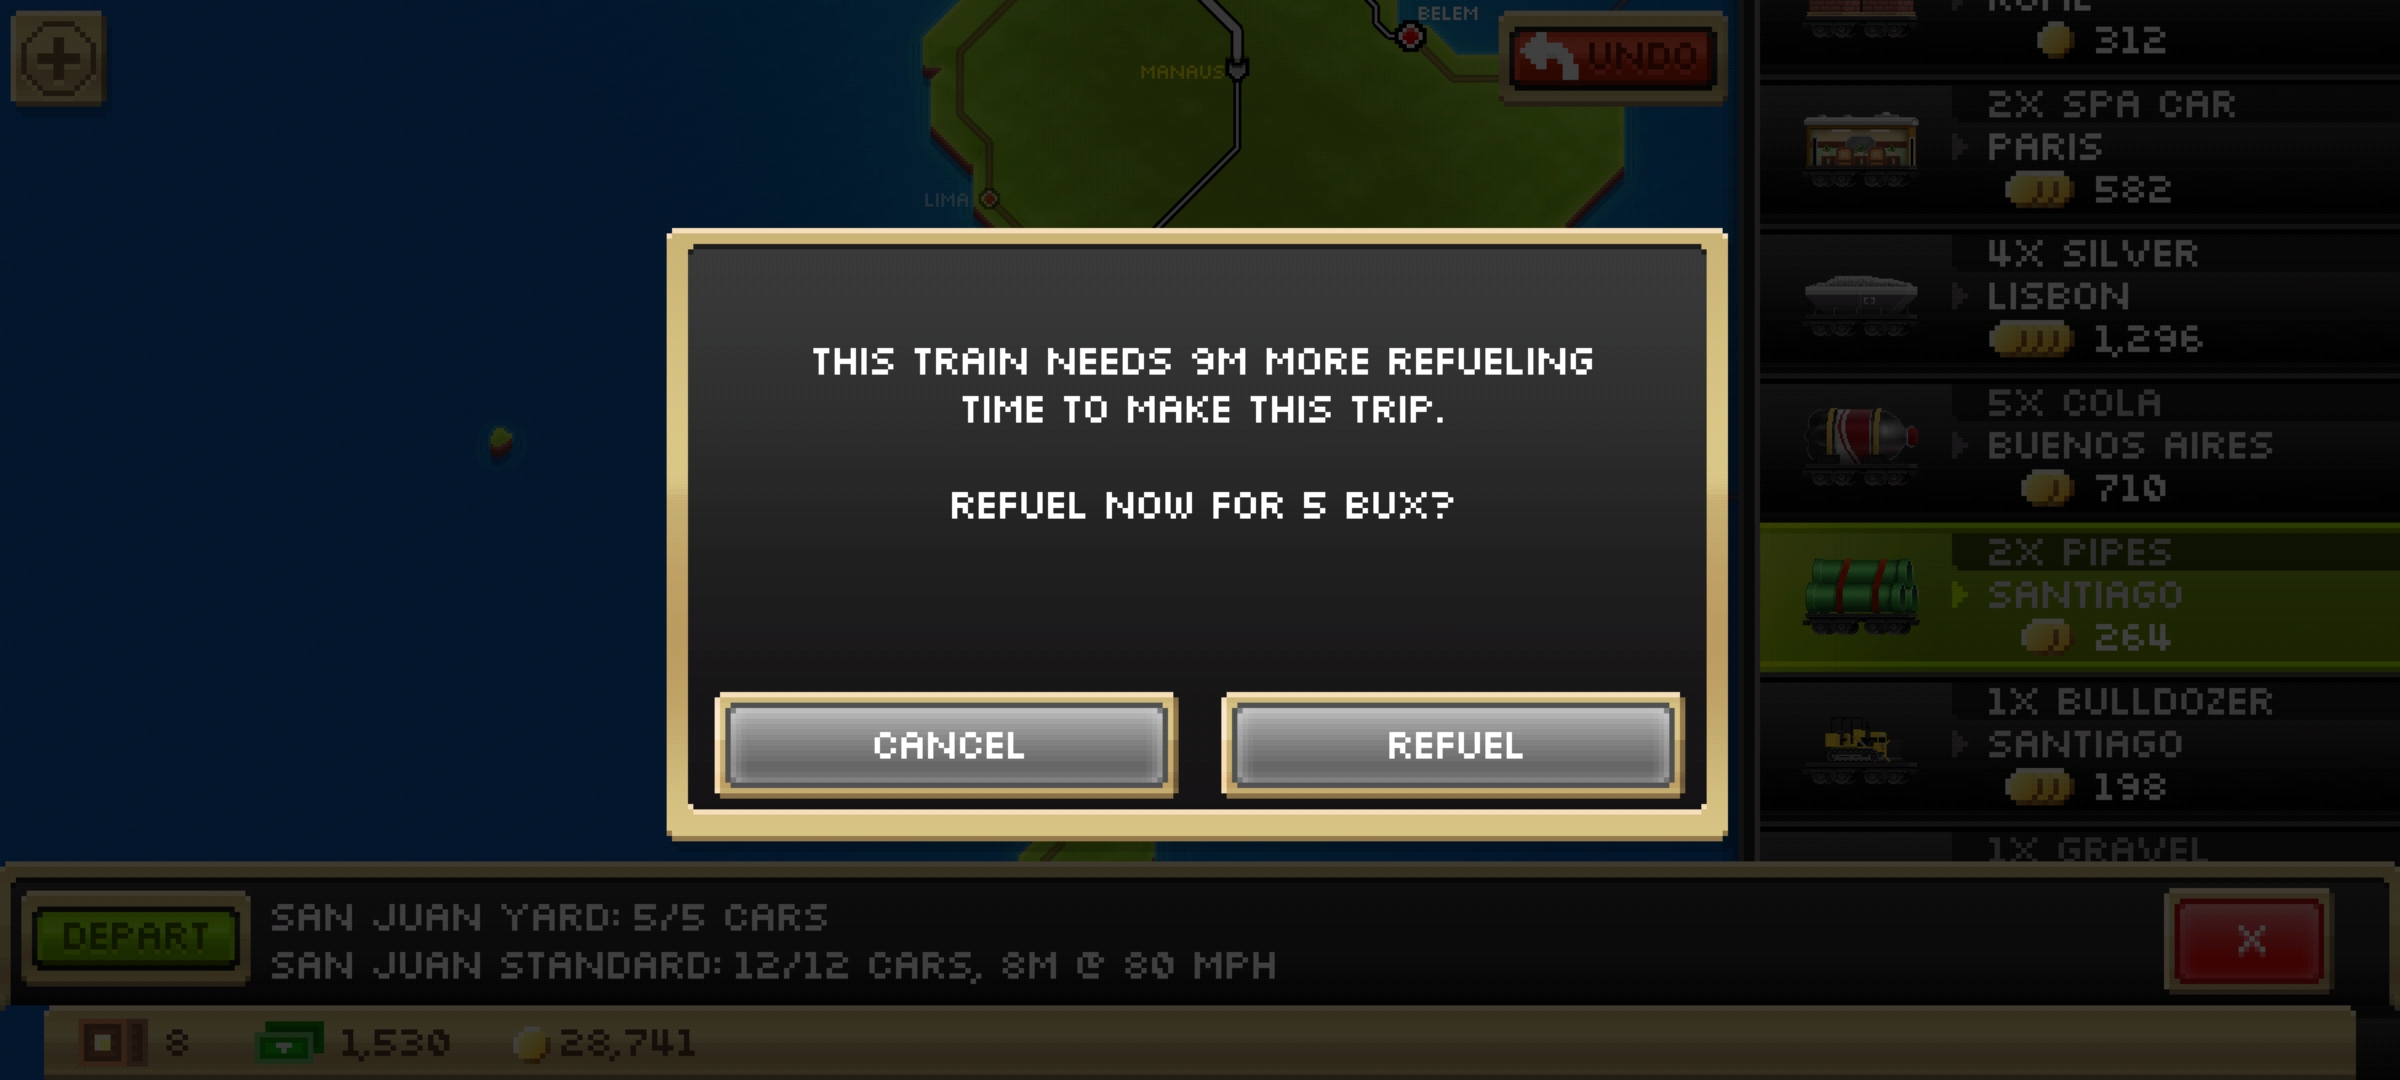 BELEM
UNDO
MANAUS
LIMA
312
2X SPA CAR
PARIS
582
4X SILVER
LISBON
1,296
5X COLA
BUENOS AIRES
710
2X PIPES
SANTIAGO
264
1X BULLDOZER
SANTIAGO
198
1X GRAVEL
THIS TRAIN NEEDS 9M MORE REFUELING
TIME TO MAKE THIS TRIP.
REFUEL NOW FOR 5 BUX?
CANCEL
REFUEL
DEPART
SAN JUAN YARD: 5/5 CARS
SAN JUAN STANDARD: 12/12 CARS, 8M @ 80 MPH
X
8
1,530
28,741